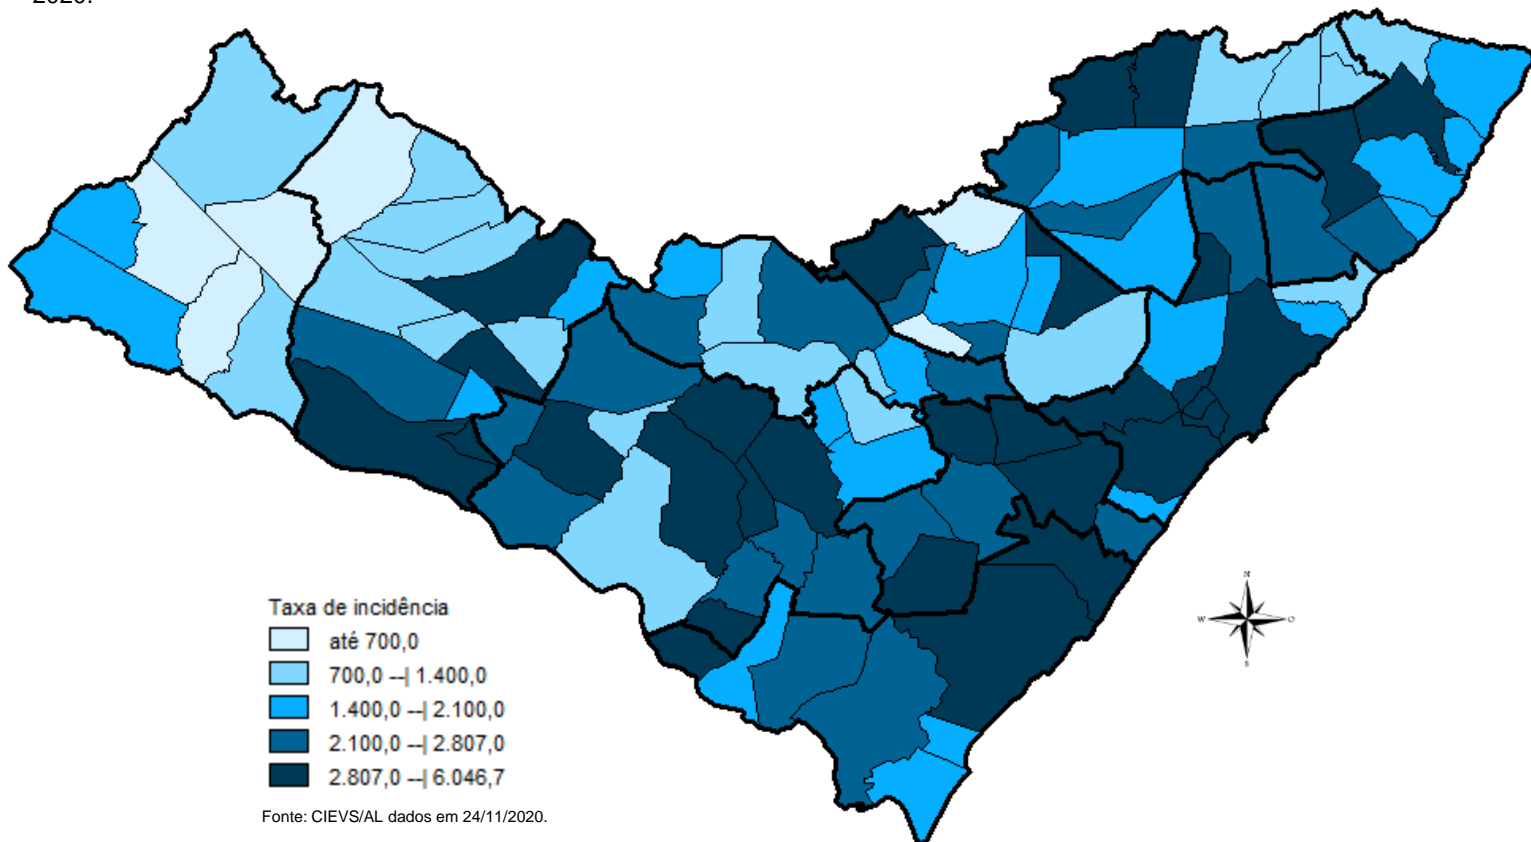 2020.
N
W
O
S
Taxa de incidência
até 700,0
700,0 --| 1.400,0
1.400,0 --| 2.100,0
2.100,0 --| 2.807,0
2.807,0 --| 6.046,7
Fonte: CIEVS/AL dados em 24/11/2020.